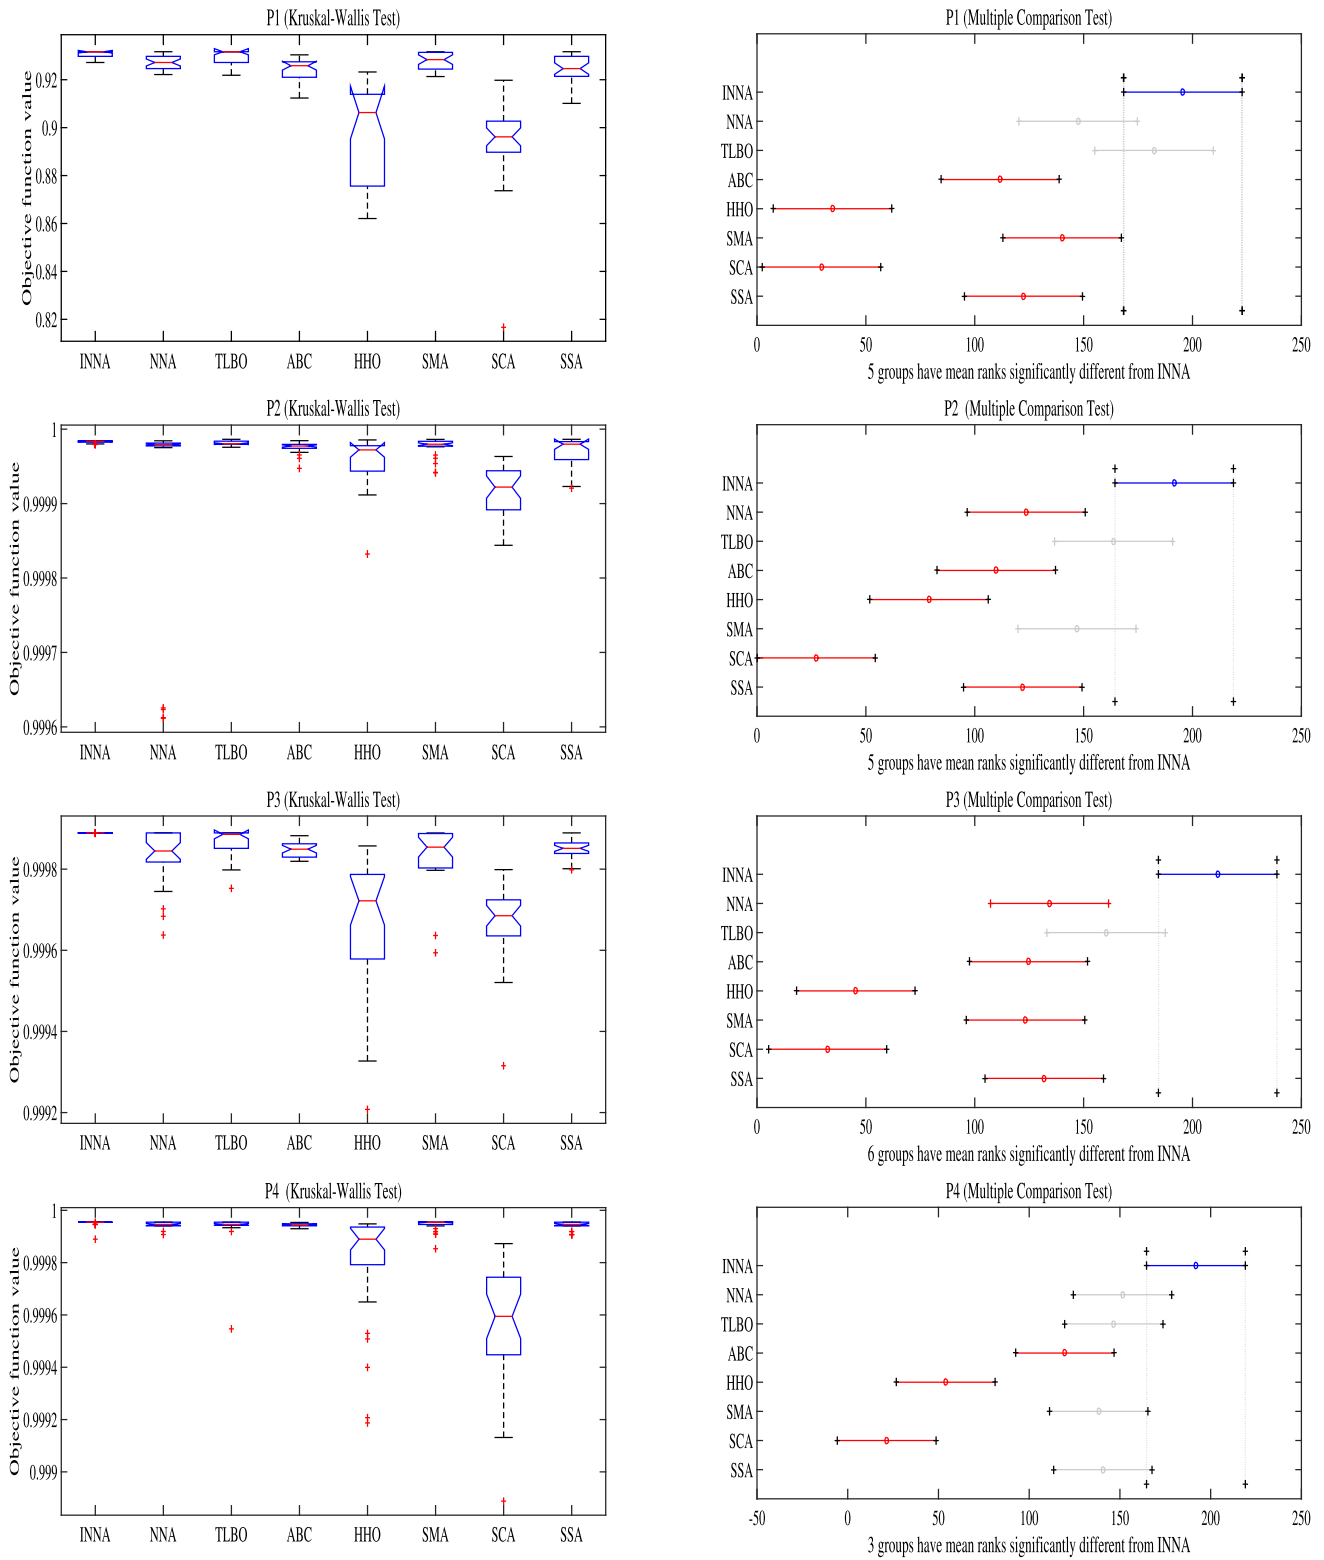 P1 (Kruskal-Wallis Test)
Objective function value
0.92
0.9
0.88
0.86
0.84
0.82
INNA NNA TLBO ABC HHO SMA SCA SSA
P1 (Multiple Comparison Test)
INNA
NNA
TLBO
ABC
HHO
SMA
SCA
SSA
0 50 100 150 200 250
5 groups have mean ranks significantly different from INNA
P2 (Kruskal-Wallis Test)
Objective function value
1
0.9999
0.9998
0.9997
0.9996
INNA NNA TLBO ABC HHO SMA SCA SSA
P2 (Multiple Comparison Test)
INNA
NNA
TLBO
ABC
HHO
SMA
SCA
SSA
0 50 100 150 200 250
5 groups have mean ranks significantly different from INNA
P3 (Kruskal-Wallis Test)
Objective function value
0.9998
0.9996
0.9994
0.9992
INNA NNA TLBO ABC HHO SMA SCA SSA
P3 (Multiple Comparison Test)
INNA
NNA
TLBO
ABC
HHO
SMA
SCA
SSA
0 50 100 150 200 250
6 groups have mean ranks significantly different from INNA
P4 (Kruskal-Wallis Test)
Objective function value
1
0.9998
0.9996
0.9994
0.9992
0.999
INNA NNA TLBO ABC HHO SMA SCA SSA
P4 (Multiple Comparison Test)
INNA
NNA
TLBO
ABC
HHO
SMA
SCA
SSA
-50 0 50 100 150 200 250
3 groups have mean ranks significantly different from INNA